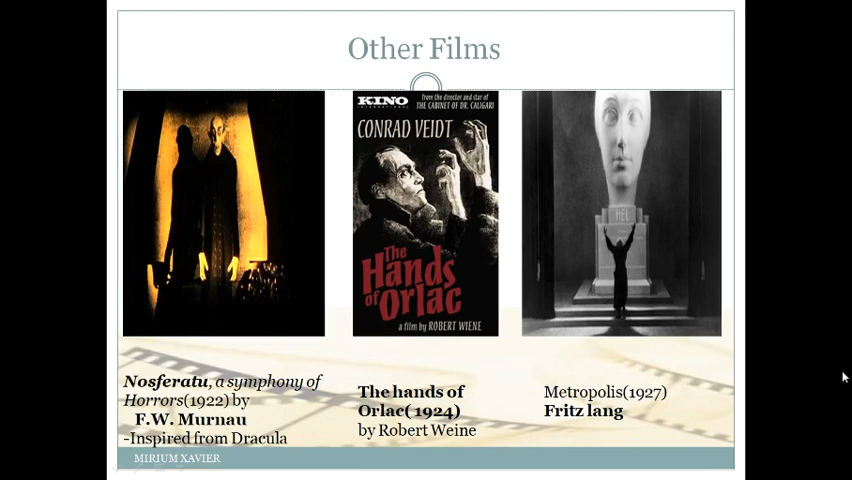 Other Films
KINO
INTERNATIONAL
from the director and star of
THE CABINET OF DR. CALIGARI
CONRAD VEIDT
The
Hands
of Orlac
a film by ROBERT WIENE
HEL
Nosferatu, a symphony of
Horrors(1922) by
F.W. Murnau
-Inspired from Dracula
The hands of
Orlac( 1924)
by Robert Weine
Metropolis(1927)
Fritz lang
MIRIUM XAVIER